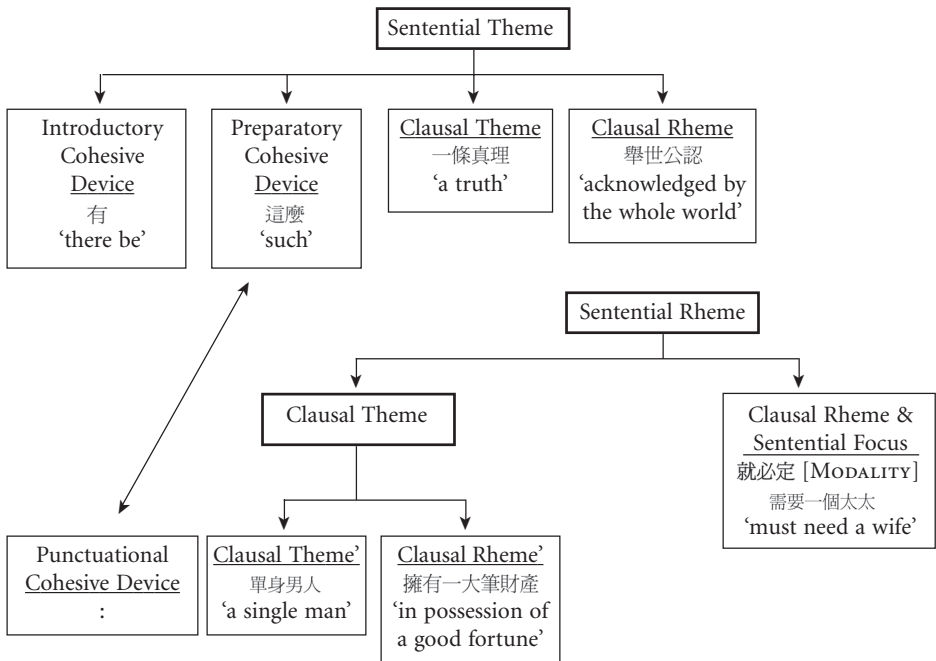 Sentential Theme
Introductory
Cohesive
Device
有
‘there be’
Preparatory
Cohesive
Device
這麼
‘such’
Clausal Theme
一條真理
‘a truth’
Clausal Rheme
舉世公認
‘acknowledged by
the whole world’
Sentential Rheme
Clausal Theme
Clausal Rheme &
Sentential Focus
就必定 [MODALITY]
需要一個太太
‘must need a wife’
Punctuational
Cohesive Device
:
Clausal Theme’
單身男人
‘a single man’
Clausal Rheme’
擁有一大筆財產
‘in possession of
a good fortune’